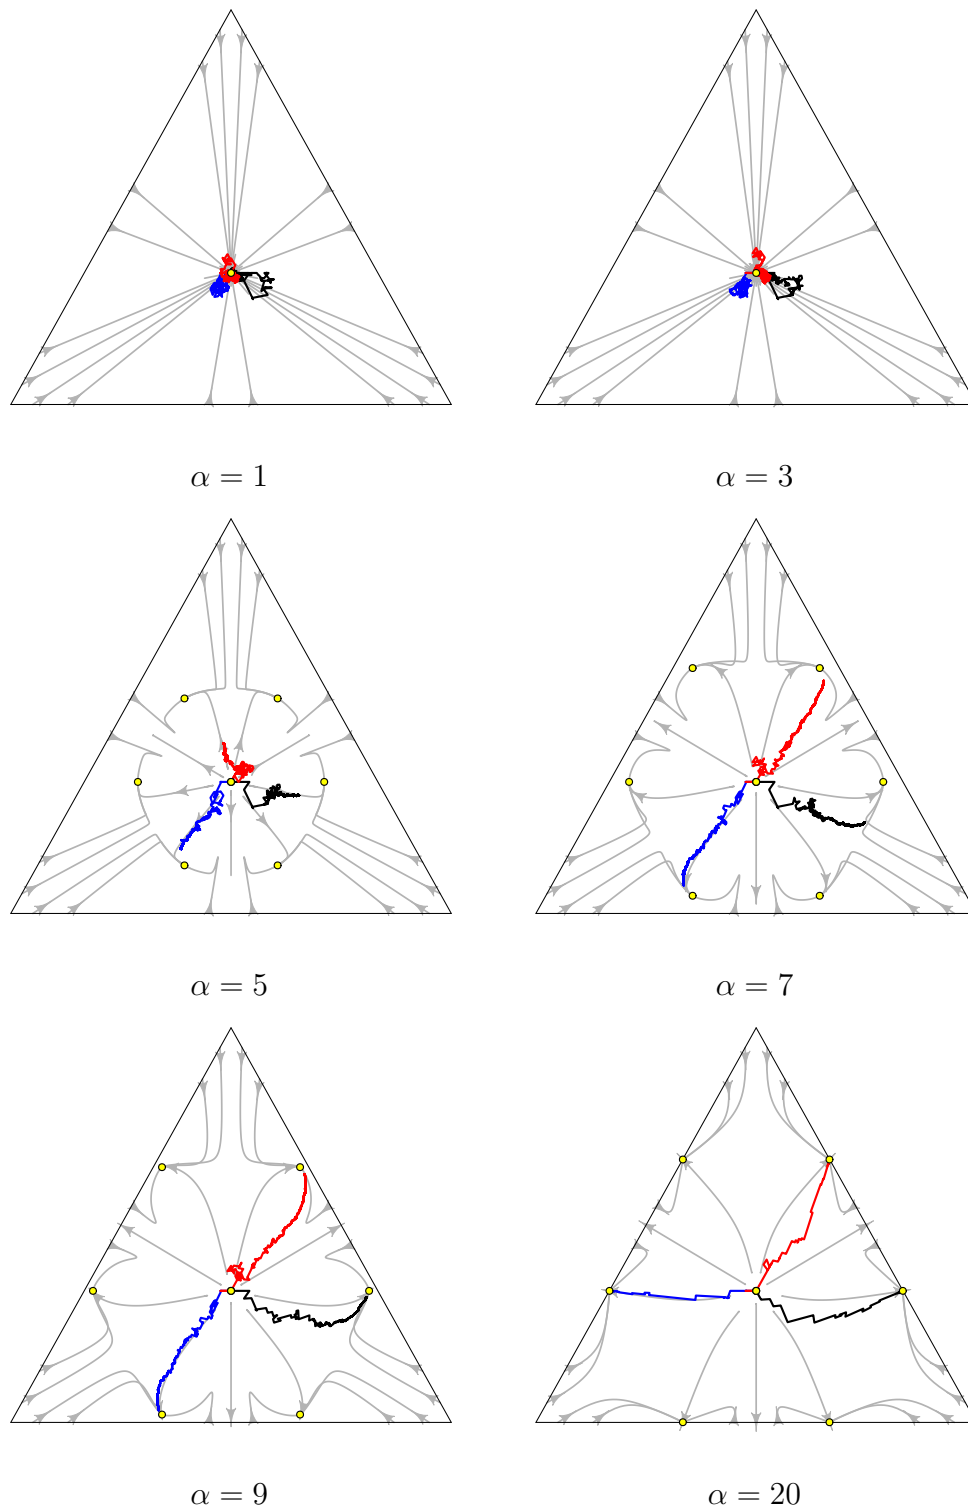 α = 1
α = 3
α = 5
α = 7
α = 9
α = 20